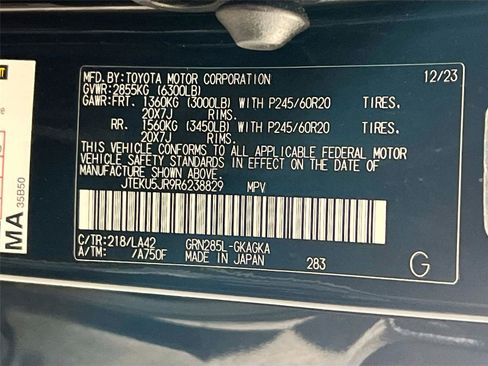 MFD.BY:TOYOTA MOTOR CORPORATION 12/23
GVWR:2855KG (6300LB)
GAWR:FRT. 1360KG (3000LB) WITH P245/60R20 TIRES.
20X7J RIMS.
RR. 1560KG (3450LB) WITH P245/60R20 TIRES.
20X7J RIMS.
THIS VEHICLE CONFORMS TO ALL APPLICABLE FEDERAL MOTOR
VEHICLE SAFETY STANDARDS IN EFFECT ON THE DATE OF
MANUFACTURE SHOWN ABOVE.
JTEKU5JR9R6238829 MPV
C/TR:218/LA42 GRN285L-GKAGKA
A/TM: /A750F MADE IN JAPAN 283 G
MA
35B50